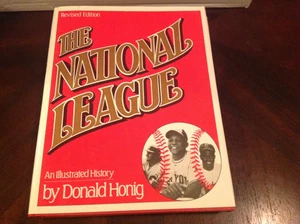 Revised Edition
THE
NATIONAL
LEAGUE
An Illustrated History
by Donald Honig